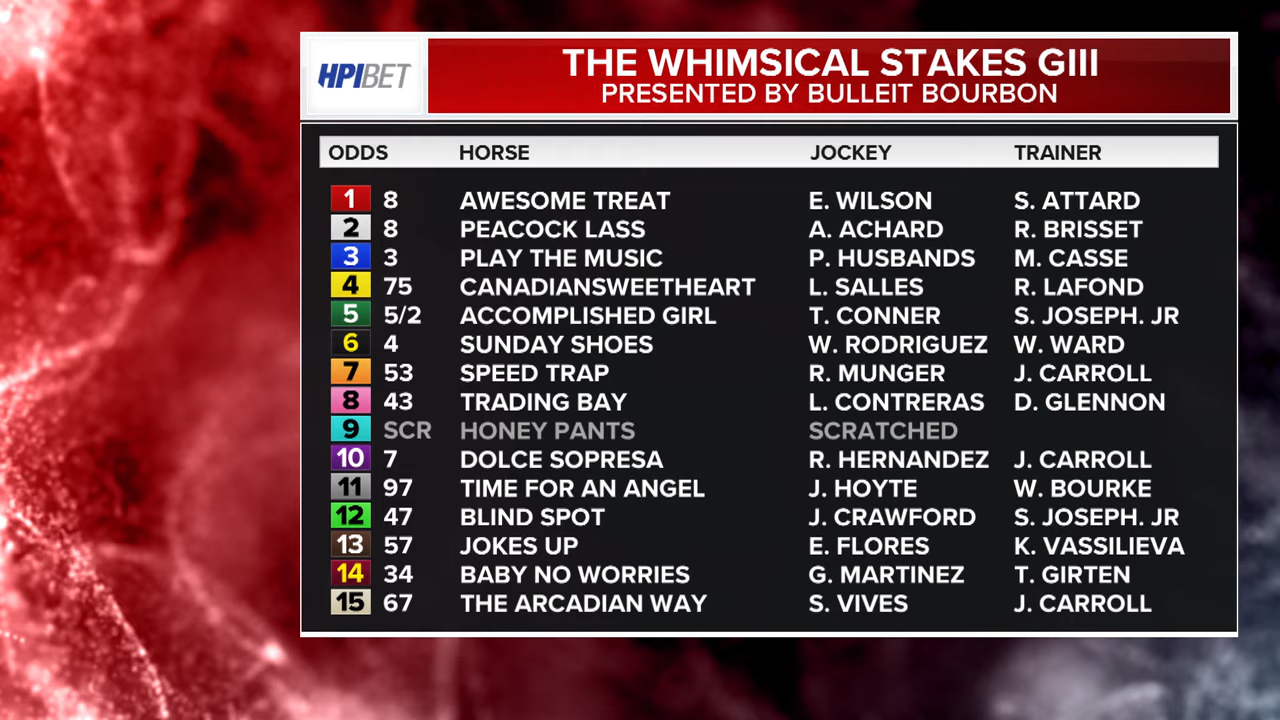 HPIBET
THE WHIMSICAL STAKES GIII
PRESENTED BY BULLEIT BOURBON
ODDS HORSE JOCKEY TRAINER
1 8 AWESOME TREAT E. WILSON S. ATTARD
2 8 PEACOCK LASS A. ACHARD R. BRISSET
3 3 PLAY THE MUSIC P. HUSBANDS M. CASSE
4 75 CANADIANSWEETHEART L. SALLES R. LAFOND
5 5/2 ACCOMPLISHED GIRL T. CONNER S. JOSEPH. JR
6 4 SUNDAY SHOES W. RODRIGUEZ W. WARD
7 53 SPEED TRAP R. MUNGER J. CARROLL
8 43 TRADING BAY L. CONTRERAS D. GLENNON
9 SCR HONEY PANTS SCRATCHED
10 7 DOLCE SOPRESA R. HERNANDEZ J. CARROLL
11 97 TIME FOR AN ANGEL J. HOYTE W. BOURKE
12 47 BLIND SPOT J. CRAWFORD S. JOSEPH. JR
13 57 JOKES UP E. FLORES K. VASSILIEVA
14 34 BABY NO WORRIES G. MARTINEZ T. GIRTEN
15 67 THE ARCADIAN WAY S. VIVES J. CARROLL